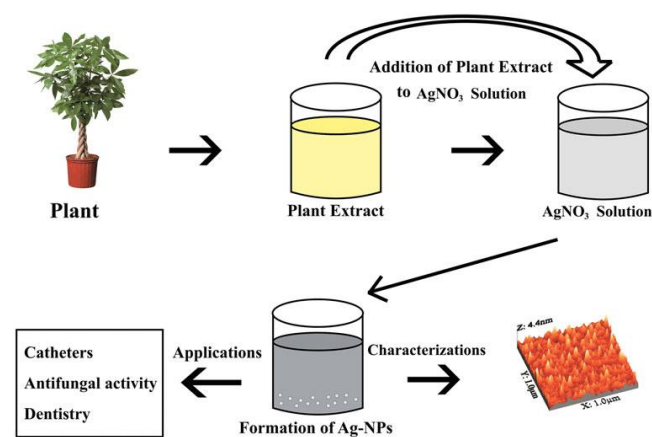 Addition of Plant Extract
to AgNO₃ Solution
Plant
Plant Extract
AgNO₃ Solution
Catheters
Antifungal activity
Dentistry
Applications
Characterizations
Formation of Ag-NPs
Z: 4.4nm
Y: 1.0µm
X: 1.0µm